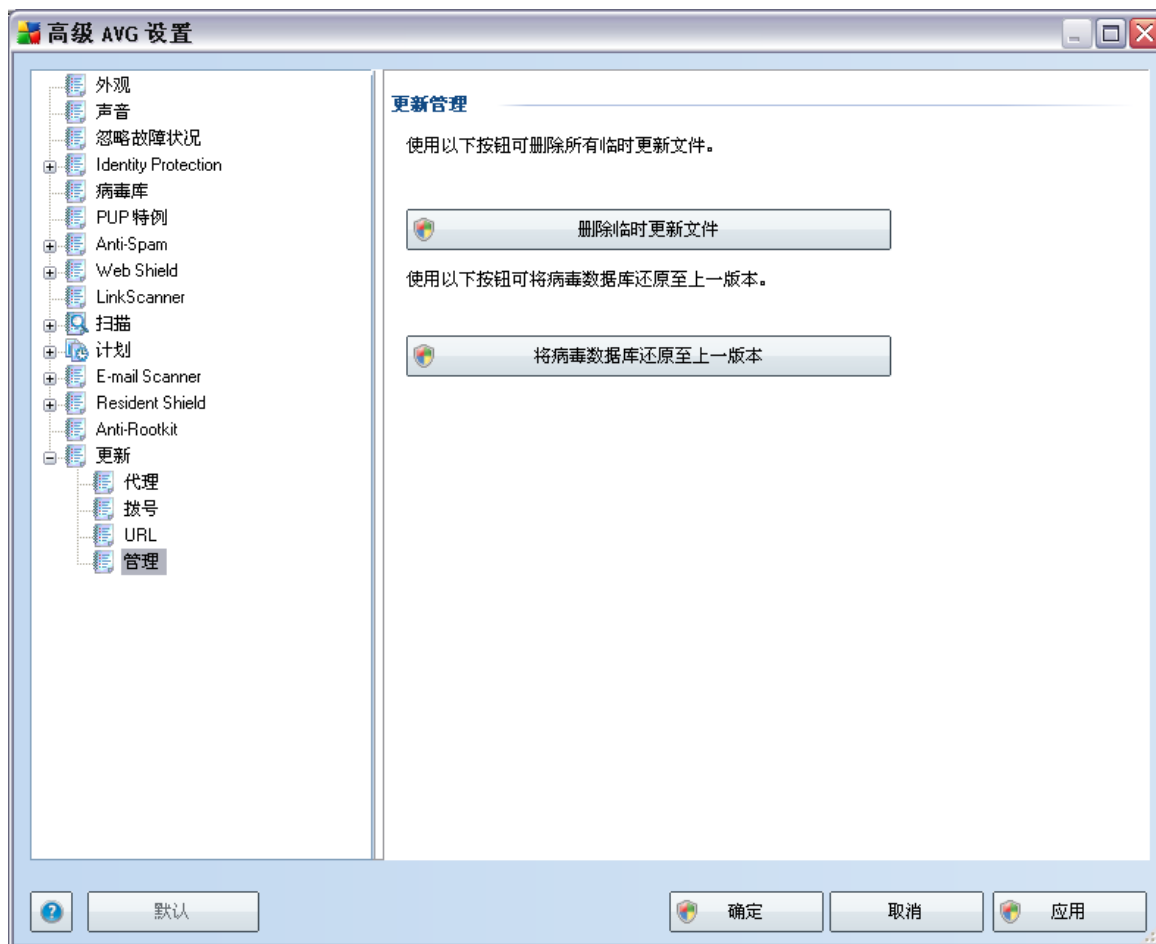 高级 AVG 设置
外观
声音
忽略故障状况
Identity Protection
病毒库
PUP 特例
Anti-Spam
Web Shield
LinkScanner
扫描
计划
E-mail Scanner
Resident Shield
Anti-Rootkit
更新
代理
拨号
URL
管理
更新管理
使用以下按钮可删除所有临时更新文件。
删除临时更新文件
使用以下按钮可将病毒数据库还原至上一版本。
将病毒数据库还原至上一版本
默认
确定
取消
应用